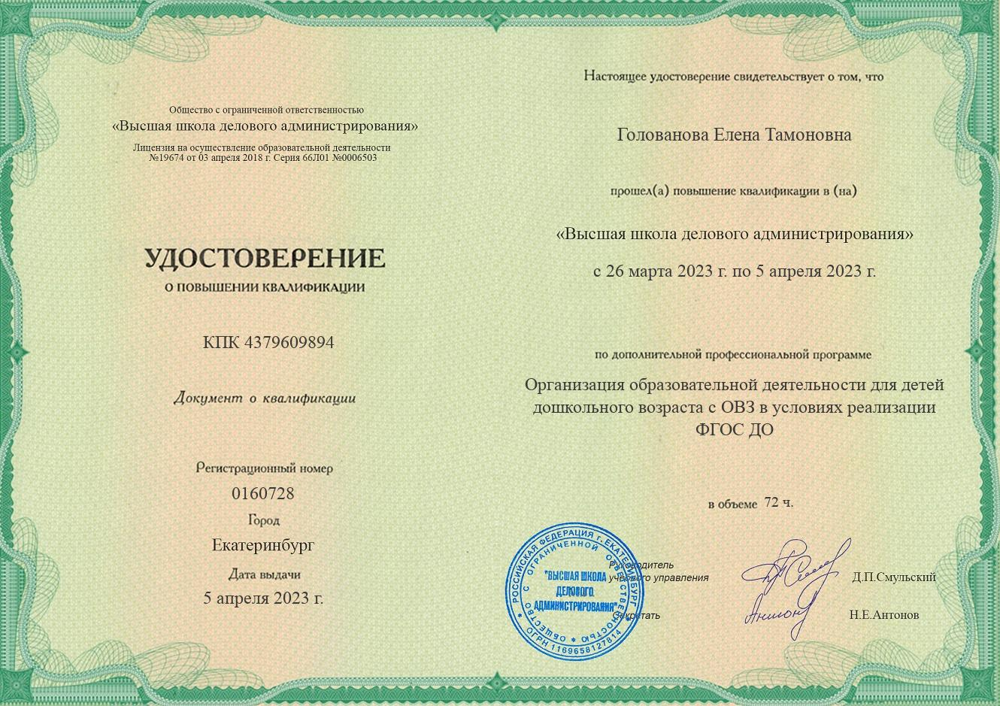 Общество с ограниченной ответственностью
«Высшая школа делового администрирования»
Лицензия на осуществление образовательной деятельности
№19674 от 03 апреля 2018 г. Серия 66Л01 №0006503
УДОСТОВЕРЕНИЕ
О ПОВЫШЕНИИ КВАЛИФИКАЦИИ
КПК 4379609894
Документ о квалификации
Регистрационный номер
0160728
Город
Екатеринбург
Дата выдачи
5 апреля 2023 г.
Настоящее удостоверение свидетельствует о том, что
Голованова Елена Тамоновна
прошел(а) повышение квалификации в (на)
«Высшая школа делового администрирования»
с 26 марта 2023 г. по 5 апреля 2023 г.
по дополнительной профессиональной программе
Организация образовательной деятельности для детей
дошкольного возраста с ОВЗ в условиях реализации
ФГОС ДО
в объеме 72 ч.
Руководитель
учебного управления
Д.П.Смульский
Секретать
Н.Е.Антонов
РОССИЙСКАЯ ФЕДЕРАЦИЯ г. ЕКАТЕРИНБУРГ
ОГРН 1169658127814
ОБЩЕСТВО С ОГРАНИЧЕННОЙ ОТВЕТСТВЕННОСТЬЮ
"ВЫСШАЯ ШКОЛА
ДЕЛОВОГО
АДМИНИСТРИРОВАНИЯ"